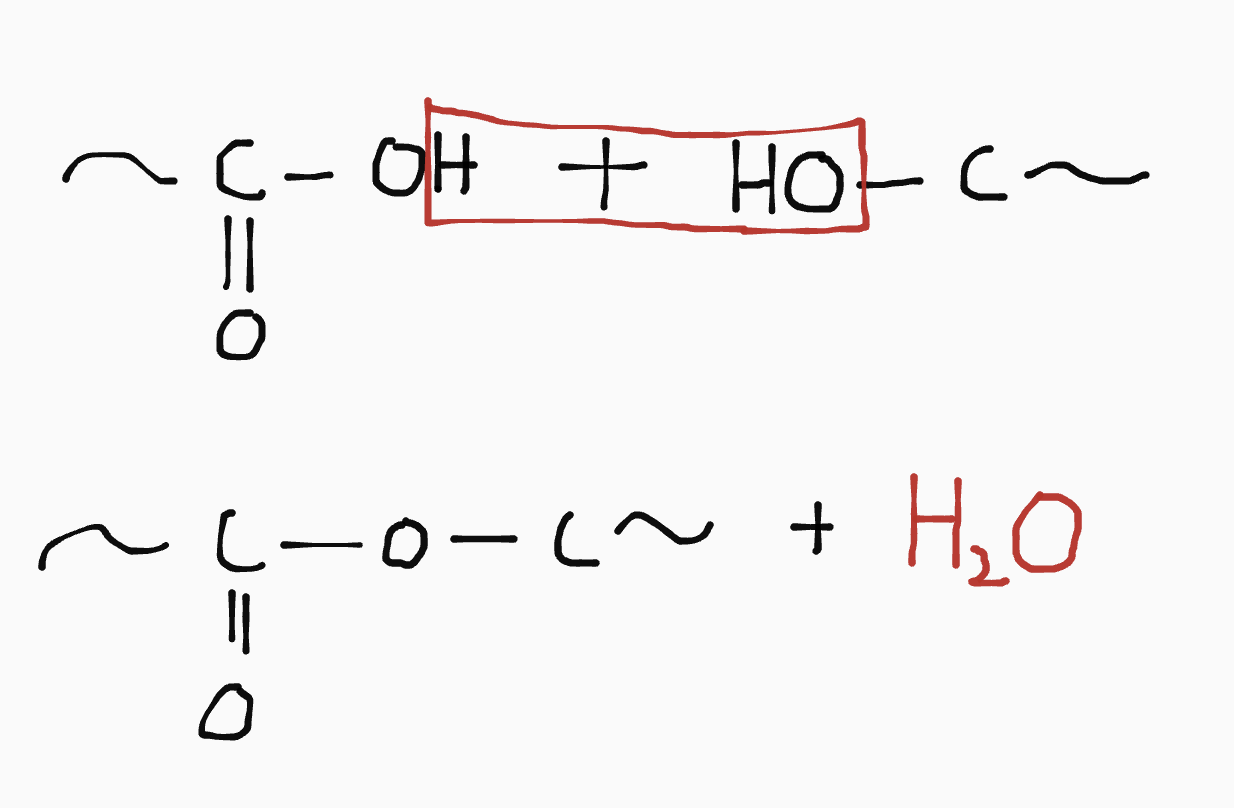 C - OH + HO - C
||
O
C - O - C + H₂O
||
O